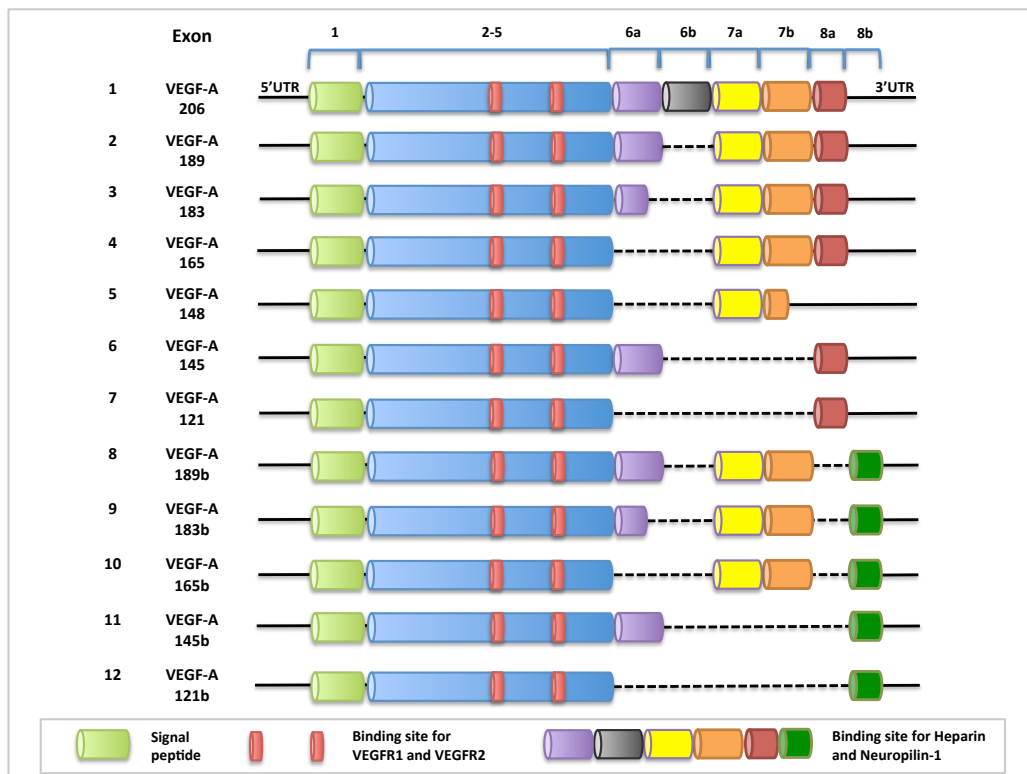 Exon 1 2-5 6a 6b 7a 7b 8a 8b
1 VEGF-A 5’UTR 3’UTR
206
2 VEGF-A
189
3 VEGF-A
183
4 VEGF-A
165
5 VEGF-A
148
6 VEGF-A
145
7 VEGF-A
121
8 VEGF-A
189b
9 VEGF-A
183b
10 VEGF-A
165b
11 VEGF-A
145b
12 VEGF-A
121b
Signal
peptide
Binding site for
VEGFR1 and VEGFR2
Binding site for Heparin
and Neuropilin-1